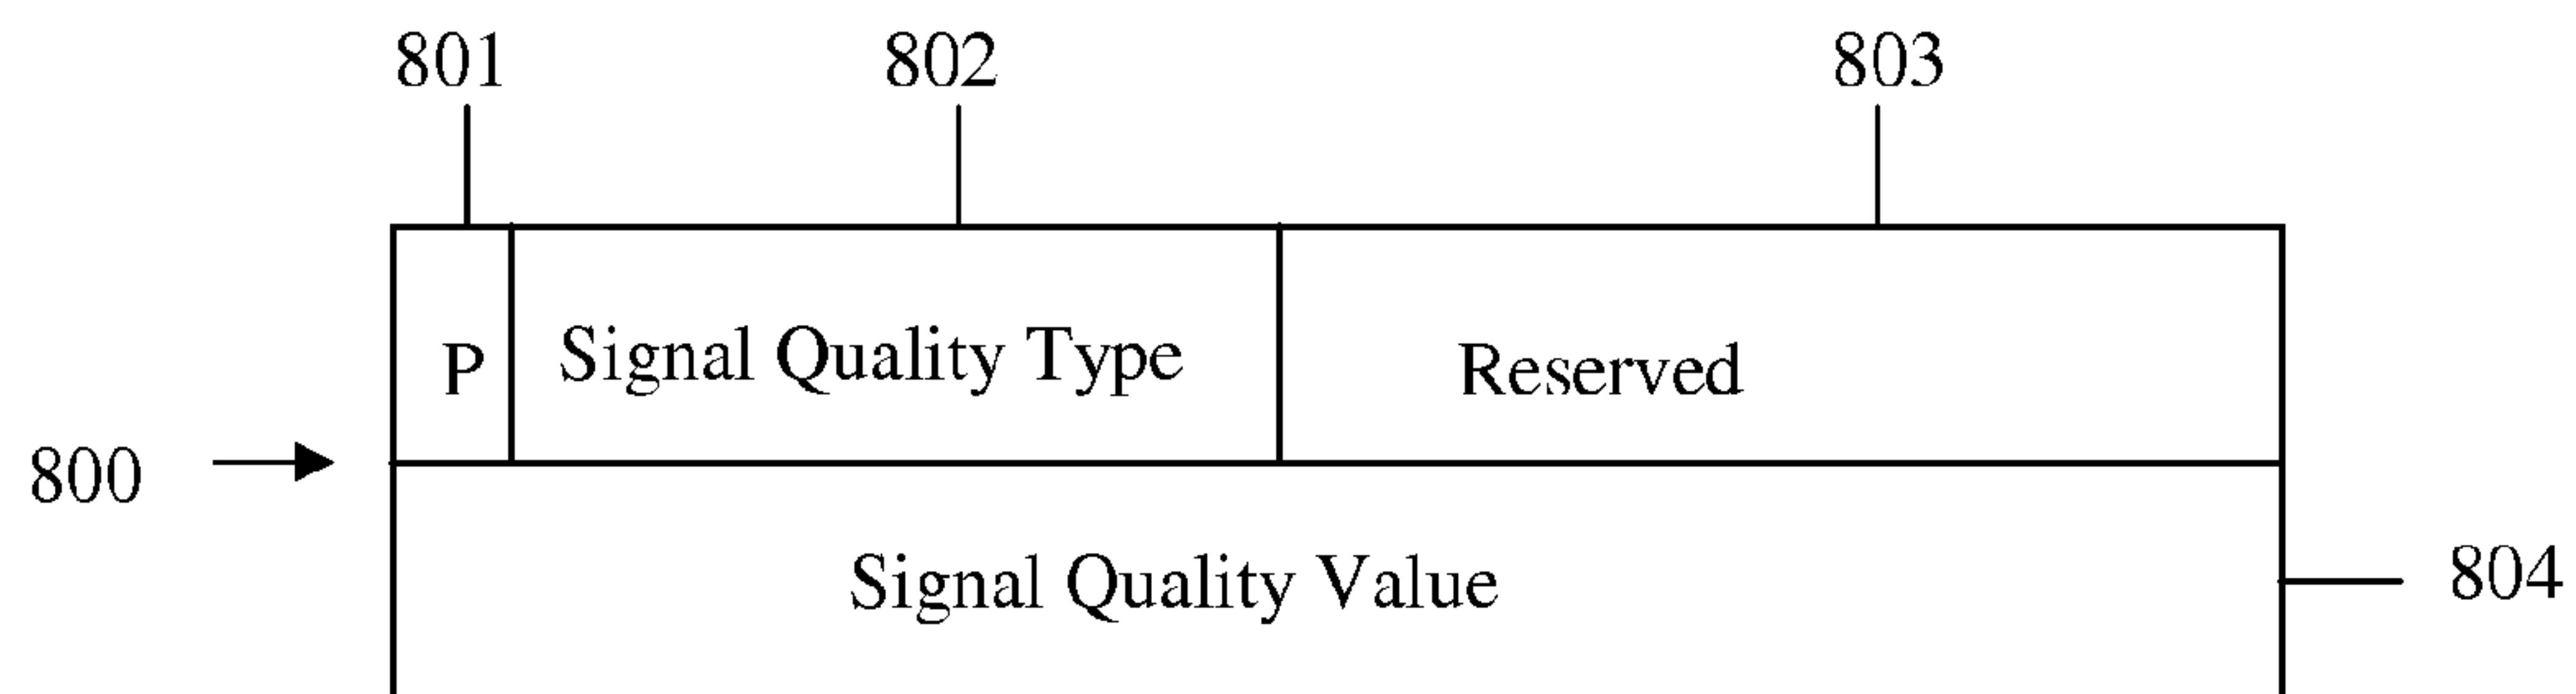 801 802 803
P Signal Quality Type Reserved
800
Signal Quality Value 804